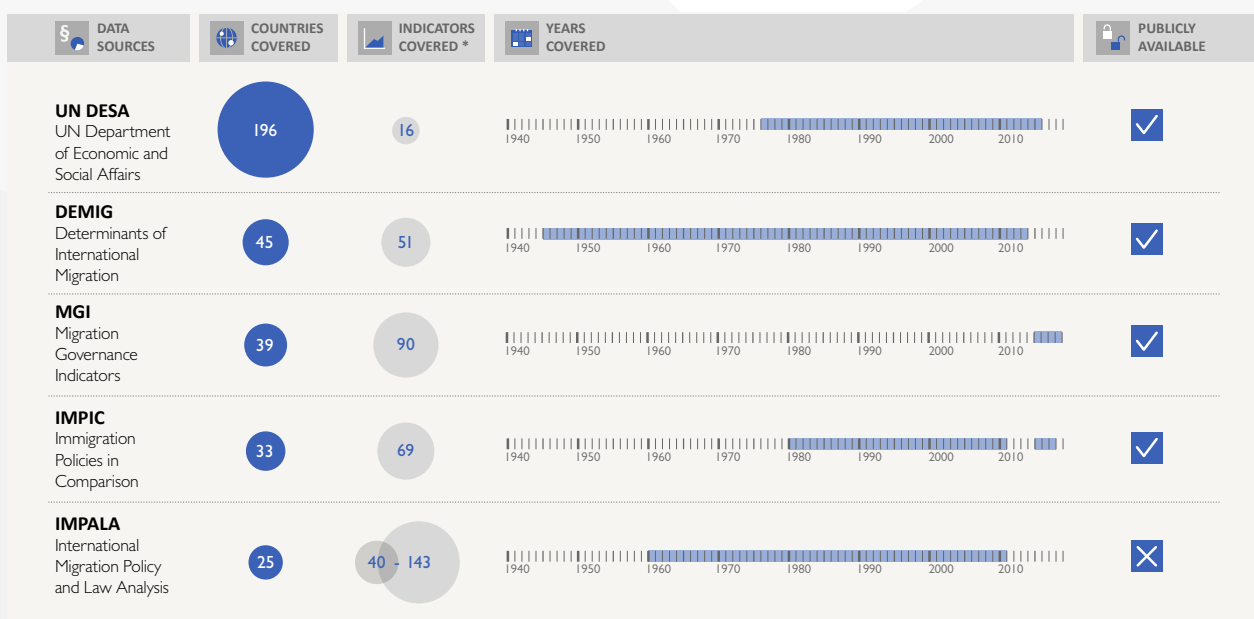 §
DATA
SOURCES
COUNTRIES
COVERED
INDICATORS
COVERED *
YEARS
COVERED
PUBLICLY
AVAILABLE
UN DESA
UN Department
of Economic and
Social Affairs
196
16
1940 1950 1960 1970 1980 1990 2000 2010
DEMIG
Determinants of
International
Migration
45
51
1940 1950 1960 1970 1980 1990 2000 2010
MGI
Migration
Governance
Indicators
39
90
1940 1950 1960 1970 1980 1990 2000 2010
IMPIC
Immigration
Policies in
Comparison
33
69
1940 1950 1960 1970 1980 1990 2000 2010
IMPALA
International
Migration Policy
and Law Analysis
25
40 - 143
1940 1950 1960 1970 1980 1990 2000 2010